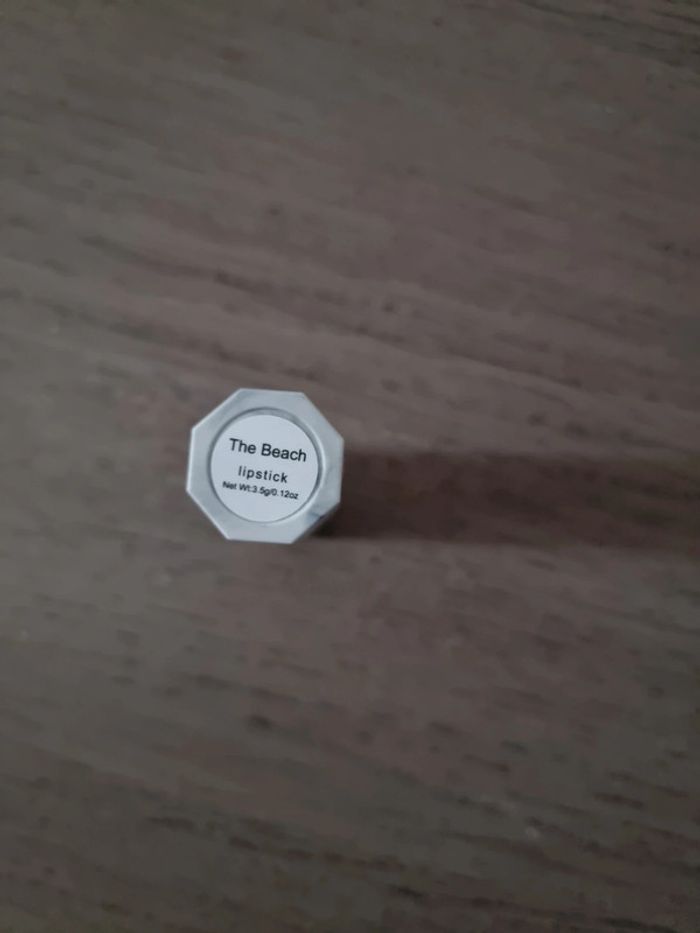 The Beach
lipstick
Net Wt:3.5g/0.12oz